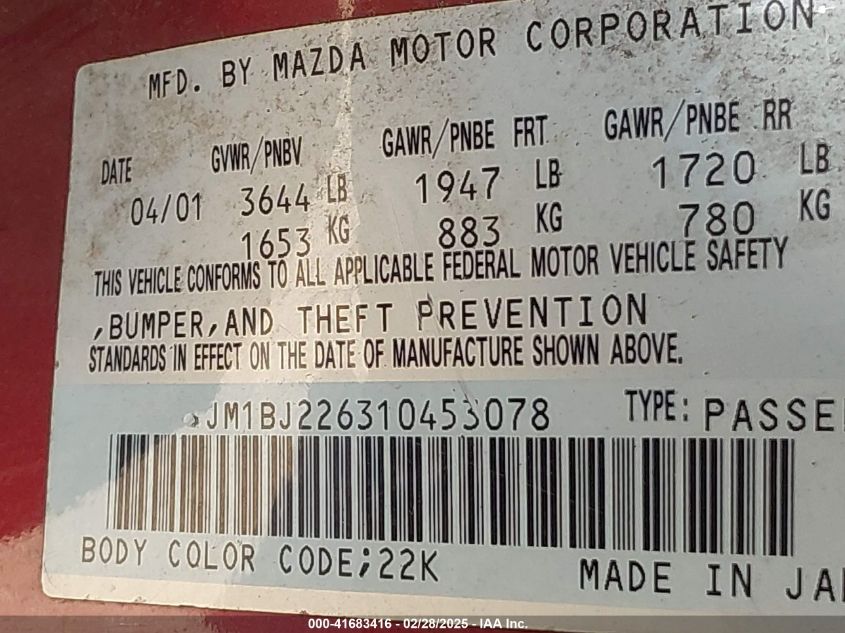 MFD. BY MAZDA MOTOR CORPORATION
DATE GVWR/PNBV GAWR/PNBE FRT GAWR/PNBE RR
04/01 3644 LB 1947 LB 1720 LB
1653 KG 883 KG 780 KG
THIS VEHICLE CONFORMS TO ALL APPLICABLE FEDERAL MOTOR VEHICLE SAFETY
,BUMPER,AND THEFT PREVENTION
STANDARDS IN EFFECT ON THE DATE OF MANUFACTURE SHOWN ABOVE.
JM1BJ226310453078 TYPE: PASSE
BODY COLOR CODE;22K
MADE IN JA
000-41683416 - 02/28/2025 - IAA Inc.